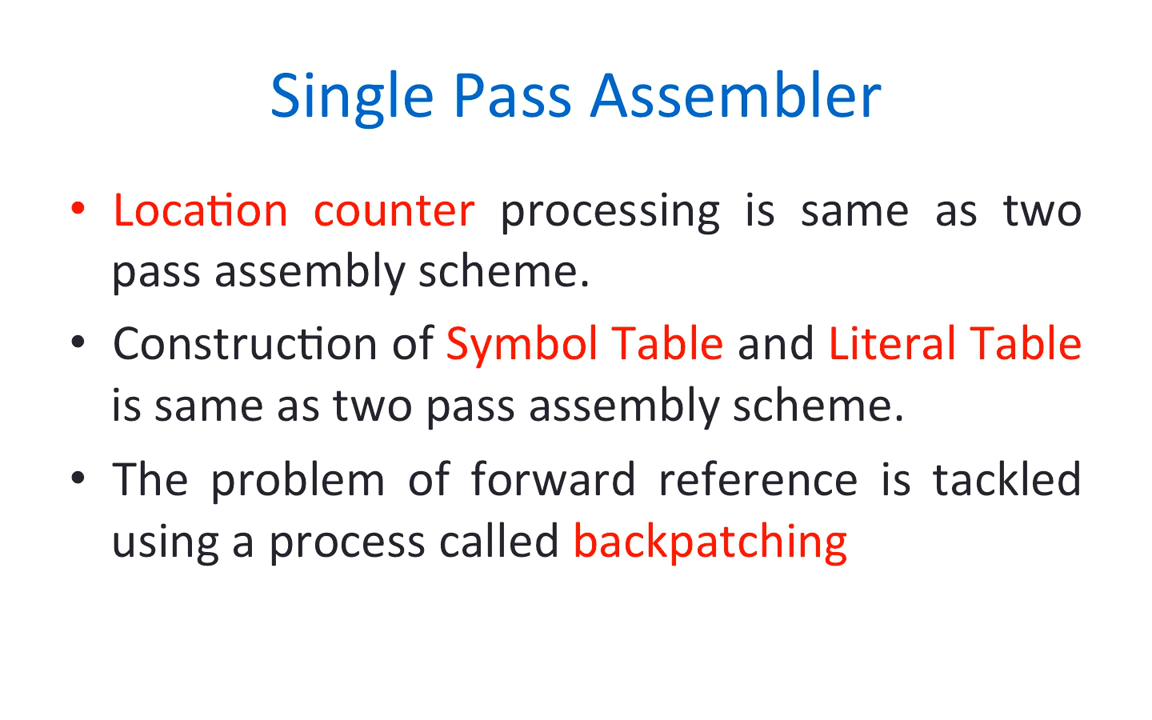 Single Pass Assembler
• Location counter processing is same as two
pass assembly scheme.
• Construction of Symbol Table and Literal Table
is same as two pass assembly scheme.
• The problem of forward reference is tackled
using a process called backpatching